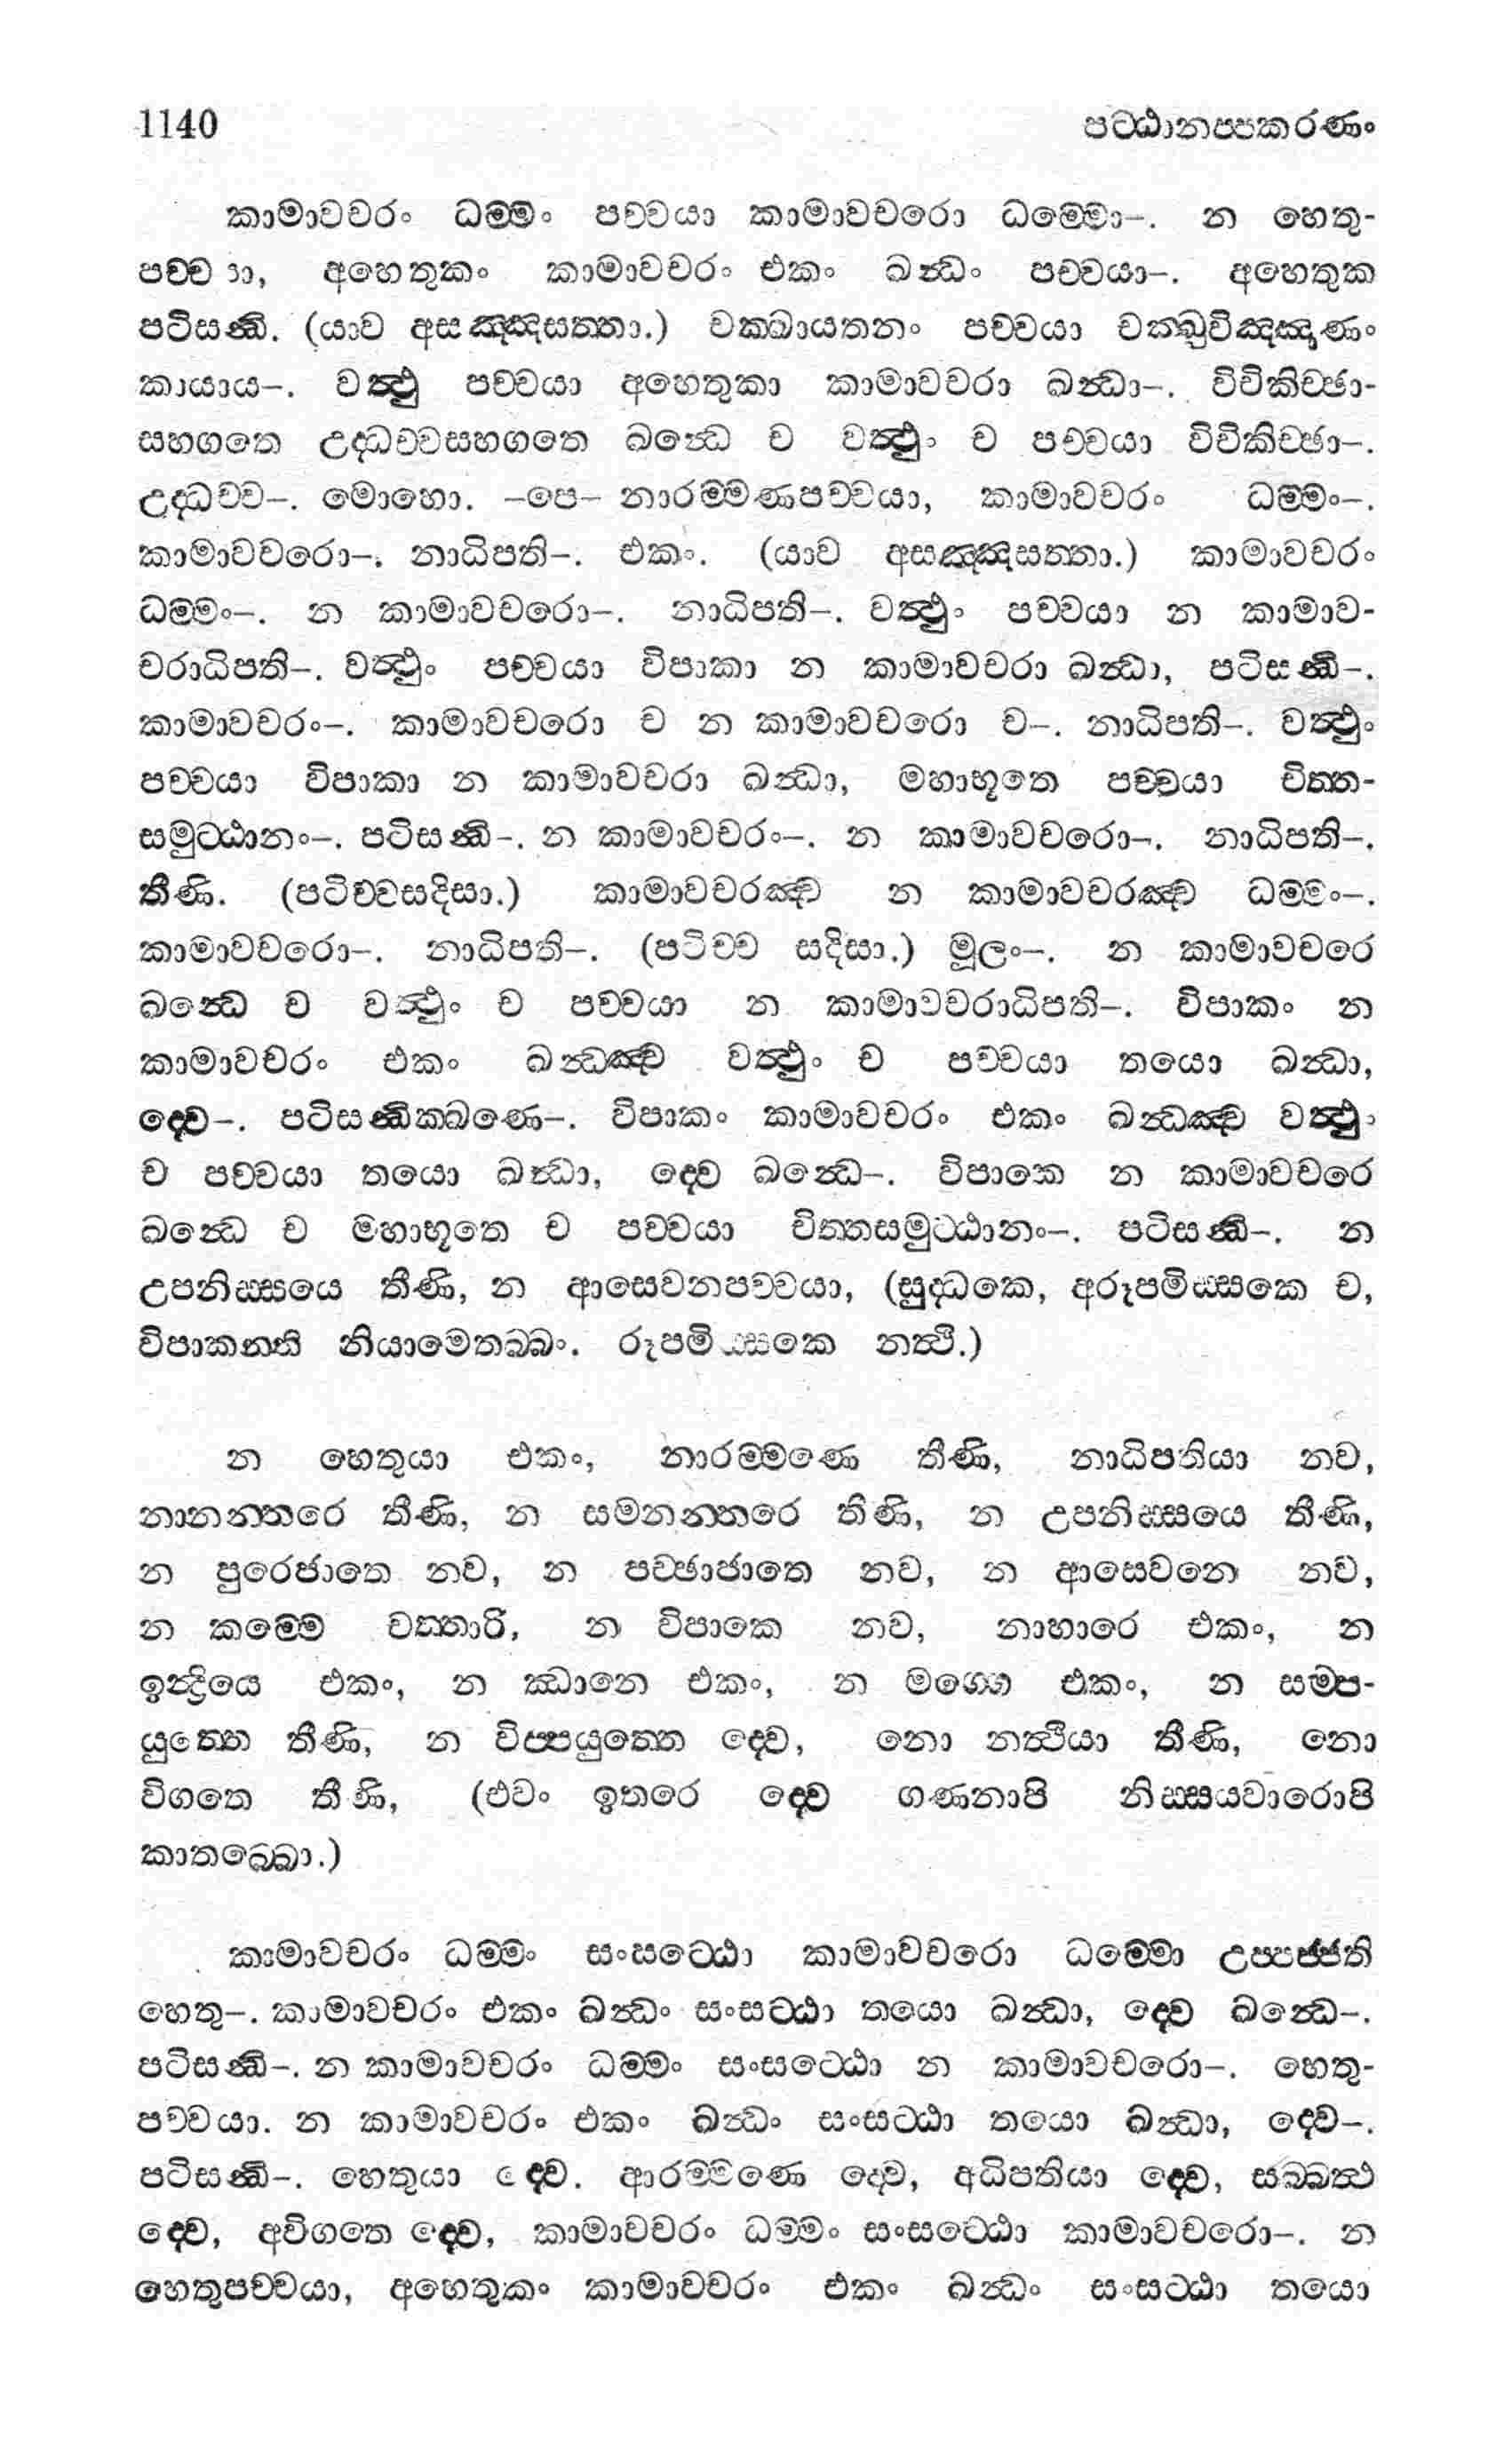 1140 පට්ඨානප්පකරණං
කාමාවචරං ධම්මං පච්චයා කාමාවචරො ධම්මො–. න හෙතු-
පච්චයා, අහෙතුකං කාමාවචරං එකං ඛන්ධං පච්චයා–. අහෙතුක
පටිසන්ධි. (යාව අසඤ්ඤසත්තා.) චක්ඛායතනං පච්චයා චක්ඛුවිඤ්ඤාණං
කායාය–. වත්ථු පච්චයා අහෙතුකා කාමාවචරා ඛන්ධා–. විචිකිච්ඡා-
සහගතෙ උද්ධච්චසහගතෙ ඛන්ධෙ ච වත්ථුං ච පච්චයා විචිකිච්ඡා–.
උද්ධච්ච–. මොහො. –පෙ– නාරම්මණපච්චයා, කාමාවචරං ධම්මං–.
කාමාවචරො–. නාධිපති–. එකං. (යාව අසඤ්ඤසත්තා.) කාමාවචරං
ධම්මං–. න කාමාවචරො–. නාධිපති–. වත්ථුං පච්චයා න කාමාව-
චරාධිපති–. වත්ථුං පච්චයා විපාකා න කාමාවචරා ඛන්ධා, පටිසන්ධි–.
කාමාවචරං–. කාමාවචරො ච න කාමාවචරො ච–. නාධිපති–. වත්ථුං
පච්චයා විපාකා න කාමාවචරා ඛන්ධා, මහාභූතෙ පච්චයා චිත්ත-
සමුට්ඨානං–. පටිසන්ධි–. න කාමාවචරං–. න කාමාවචරො–. නාධිපති–.
තීණි. (පටිච්චසදිසා.) කාමාවචරඤ්ච න කාමාවචරඤ්ච ධම්මං–.
කාමාවචරො–. නාධිපති–. (පටිච්ච සදිසා.) මූලං–. න කාමාවචරෙ
ඛන්ධෙ ච වත්ථුං ච පච්චයා න කාමාවචරාධිපති–. විපාකං න
කාමාවචරං එකං ඛන්ධඤ්ච වත්ථුං ච පච්චයා තයො ඛන්ධා,
ද්වෙ–. පටිසන්ධික්ඛණෙ–. විපාකං කාමාවචරං එකං ඛන්ධඤ්ච වත්ථුං
ච පච්චයා තයො ඛන්ධා, ද්වෙ ඛන්ධෙ–. විපාකෙ න කාමාවචරෙ
ඛන්ධෙ ච මහාභූතෙ ච පච්චයා චිත්තසමුට්ඨානං–. පටිසන්ධි–. න
උපනිස්සයෙ තීණි, න ආසෙවනපච්චයා, (සුද්ධකෙ, අරූපමිස්සකෙ ච,
විපාකන්ති නියාමෙතබ්බං. රූපමිස්සකෙ නත්ථි.)
න හෙතුයා එකං, නාරම්මණෙ තීණි, නාධිපතියා නව,
නානන්තරෙ තීණි, න සමනන්තරෙ තිණි, න උපනිස්සයෙ තීණි,
න පුරෙජාතෙ නව, න පච්ඡාජාතෙ නව, න ආසෙවනෙ නව,
න කම්මෙ චත්තාරි, න විපාකෙ නව, නාහාරෙ එකං, න
ඉන්ද්‍රියෙ එකං, න ඣානෙ එකං, න මග්ගෙ එකං, න සම්ප-
යුත්තෙ තීණි, න විප්පයුත්තෙ ද්වෙ, නො නත්ථියා තීණි, නො
විගතෙ තීණි, (එවං ඉතරෙ ද්වෙ ගණනාපි නිස්සයවාරොපි
කාතබ්බො.)
කාමාවචරං ධම්මං සංසට්ඨො කාමාවචරො ධම්මො උප්පජ්ජති
හෙතු–. කාමාවචරං එකං ඛන්ධං සංසට්ඨා තයො ඛන්ධා, ද්වෙ ඛන්ධෙ–.
පටිසන්ධි–. න කාමාවචරං ධම්මං සංසට්ඨො න කාමාවචරො–. හෙතු-
පච්චයා. න කාමාවචරං එකං ඛන්ධං සංසට්ඨා තයො ඛන්ධා, ද්වෙ–.
පටිසන්ධි–. හෙතුයා ද්වෙ. ආරම්මණෙ ද්වෙ, අධිපතියා ද්වෙ, සබ්බත්ථ
ද්වෙ, අවිගතෙ ද්වෙ, කාමාවචරං ධම්මං සංසට්ඨො කාමාවචරො–. න
හෙතුපච්චයා, අහෙතුකං කාමාවචරං එකං ඛන්ධං සංසට්ඨා තයො